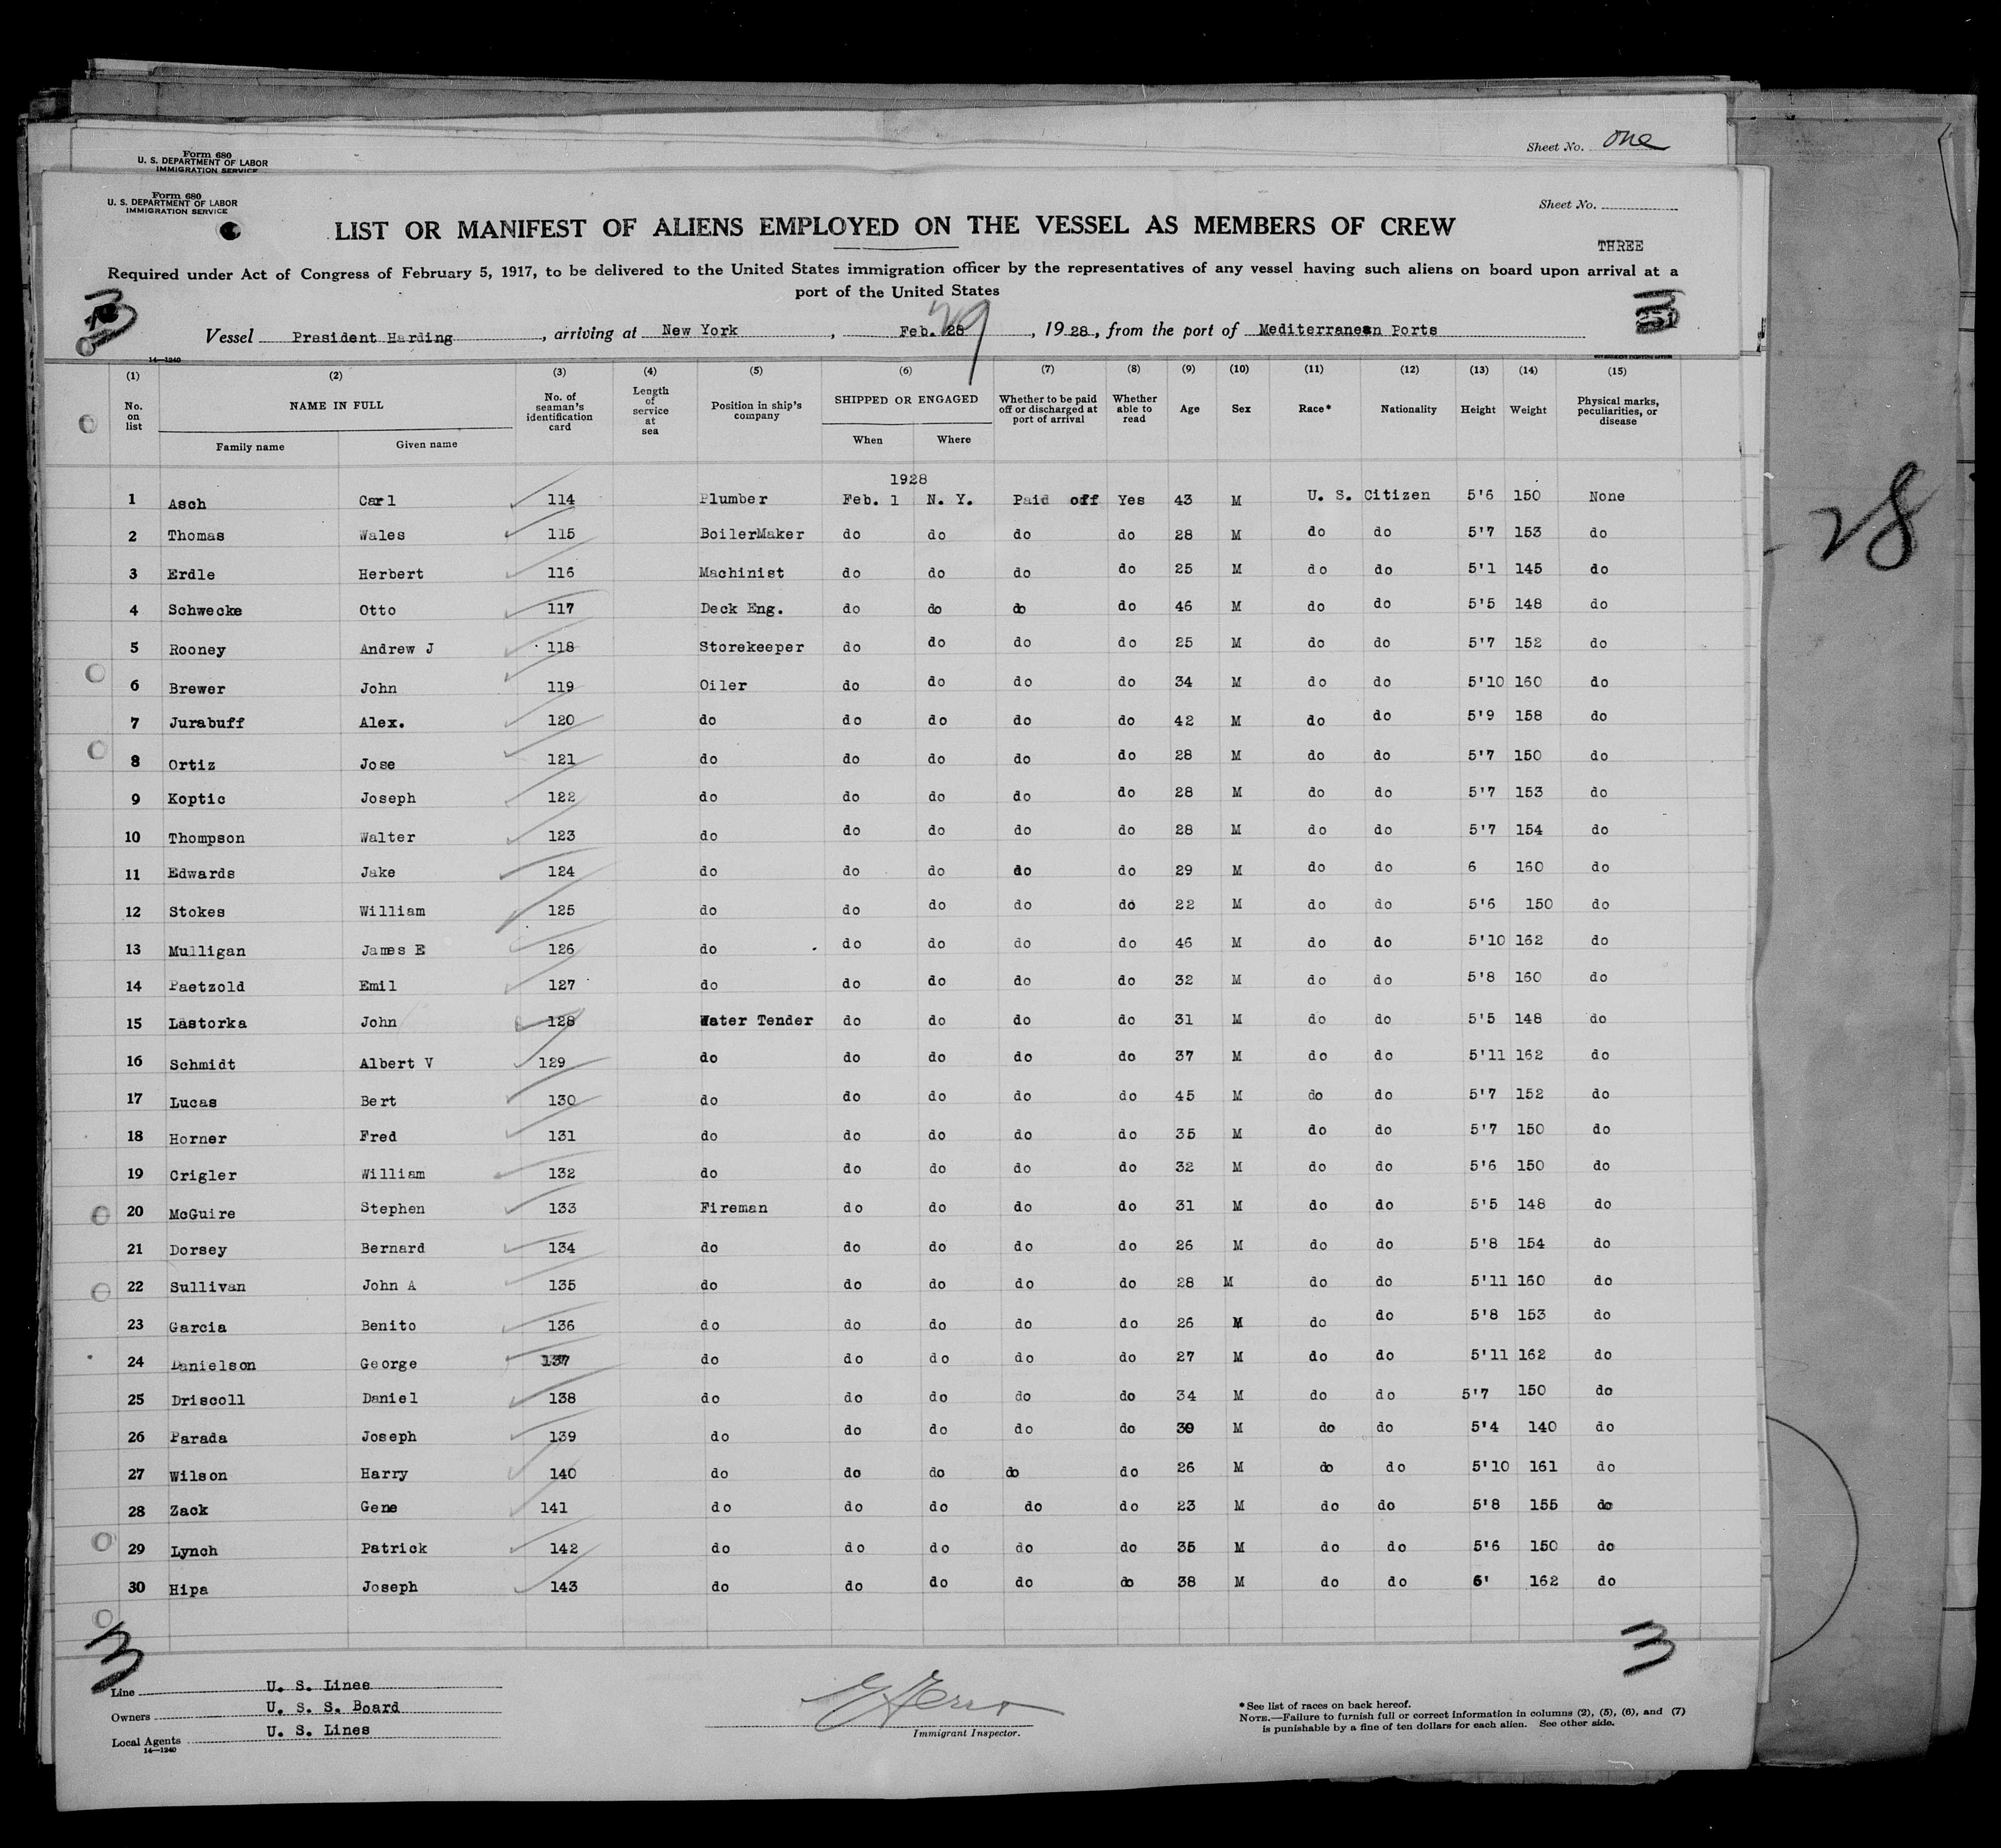 Form 680
U. S. DEPARTMENT OF LABOR
IMMIGRATION SERVICE
Sheet No. one
Form 680
U. S. DEPARTMENT OF LABOR
IMMIGRATION SERVICE
Sheet No.
LIST OR MANIFEST OF ALIENS EMPLOYED ON THE VESSEL AS MEMBERS OF CREW
THREE
Required under Act of Congress of February 5, 1917, to be delivered to the United States immigration officer by the representatives of any vessel having such aliens on board upon arrival at a
port of the United States
3
29
Vessel President Harding, arriving at New York, Feb. 28, 1928, from the port of Mediterranean Ports
14—1240
(1) (2) (3) (4) (5) (6) (7) (8) (9) (10) (11) (12) (13) (14) (15)
No. on list NAME IN FULL Family name Given name No. of seaman's identification card Length of service at sea Position in ship's company SHIPPED OR ENGAGED When Where Whether to be paid off or discharged at port of arrival Whether able to read Age Sex Race* Nationality Height Weight Physical marks, peculiarities, or disease
1928
1 Asch Carl 114 Plumber Feb. 1 N. Y. Paid off Yes 43 M U. S. Citizen 5'6 150 None
2 Thomas Wales 115 BoilerMaker do do do do 28 M do do 5'7 153 do
3 Erdle Herbert 116 Machinist do do do do 25 M do do 5'1 145 do
4 Schwecke Otto 117 Deck Eng. do do do do 46 M do do 5'5 148 do
5 Rooney Andrew J 118 Storekeeper do do do do 25 M do do 5'7 152 do
6 Brewer John 119 Oiler do do do do 34 M do do 5'10 160 do
7 Jurabuff Alex. 120 do do do do do 42 M do do 5'9 158 do
8 Ortiz Jose 121 do do do do do 28 M do do 5'7 150 do
9 Koptic Joseph 122 do do do do do 28 M do do 5'7 153 do
10 Thompson Walter 123 do do do do do 28 M do do 5'7 154 do
11 Edwards Jake 124 do do do do do 29 M do do 6 160 do
12 Stokes William 125 do do do do do 22 M do do 5'6 150 do
13 Mulligan James E 126 do do do do do 46 M do do 5'10 162 do
14 Paetzold Emil 127 do do do do do 32 M do do 5'8 160 do
15 Lastorka John 128 Water Tender do do do do 31 M do do 5'5 148 do
16 Schmidt Albert V 129 do do do do do 37 M do do 5'11 162 do
17 Lucas Bert 130 do do do do do 45 M do do 5'7 152 do
18 Horner Fred 131 do do do do do 35 M do do 5'7 150 do
19 Crigler William 132 do do do do do 32 M do do 5'6 150 do
20 McGuire Stephen 133 Fireman do do do do 31 M do do 5'5 148 do
21 Dorsey Bernard 134 do do do do do 26 M do do 5'8 154 do
22 Sullivan John A 135 do do do do do 28 M do do 5'11 160 do
23 Garcia Benito 136 do do do do do 26 M do do 5'8 153 do
24 Danielson George 137 do do do do do 27 M do do 5'11 162 do
25 Driscoll Daniel 138 do do do do do 34 M do do 5'7 150 do
26 Parada Joseph 139 do do do do do 39 M do do 5'4 140 do
27 Wilson Harry 140 do do do do do 26 M do do 5'10 161 do
28 Zack Gene 141 do do do do do 23 M do do 5'8 155 do
29 Lynch Patrick 142 do do do do do 35 M do do 5'6 150 do
30 Hipa Joseph 143 do do do do do 38 M do do 6' 162 do
28
3 3
Line U. S. Lines
Owners U. S. S. Board
Local Agents U. S. Lines
14—1240
Immigrant Inspector.
*See list of races on back hereof.
NOTE.—Failure to furnish full or correct information in columns (2), (5), (6), and (7)
is punishable by a fine of ten dollars for each alien. See other side.